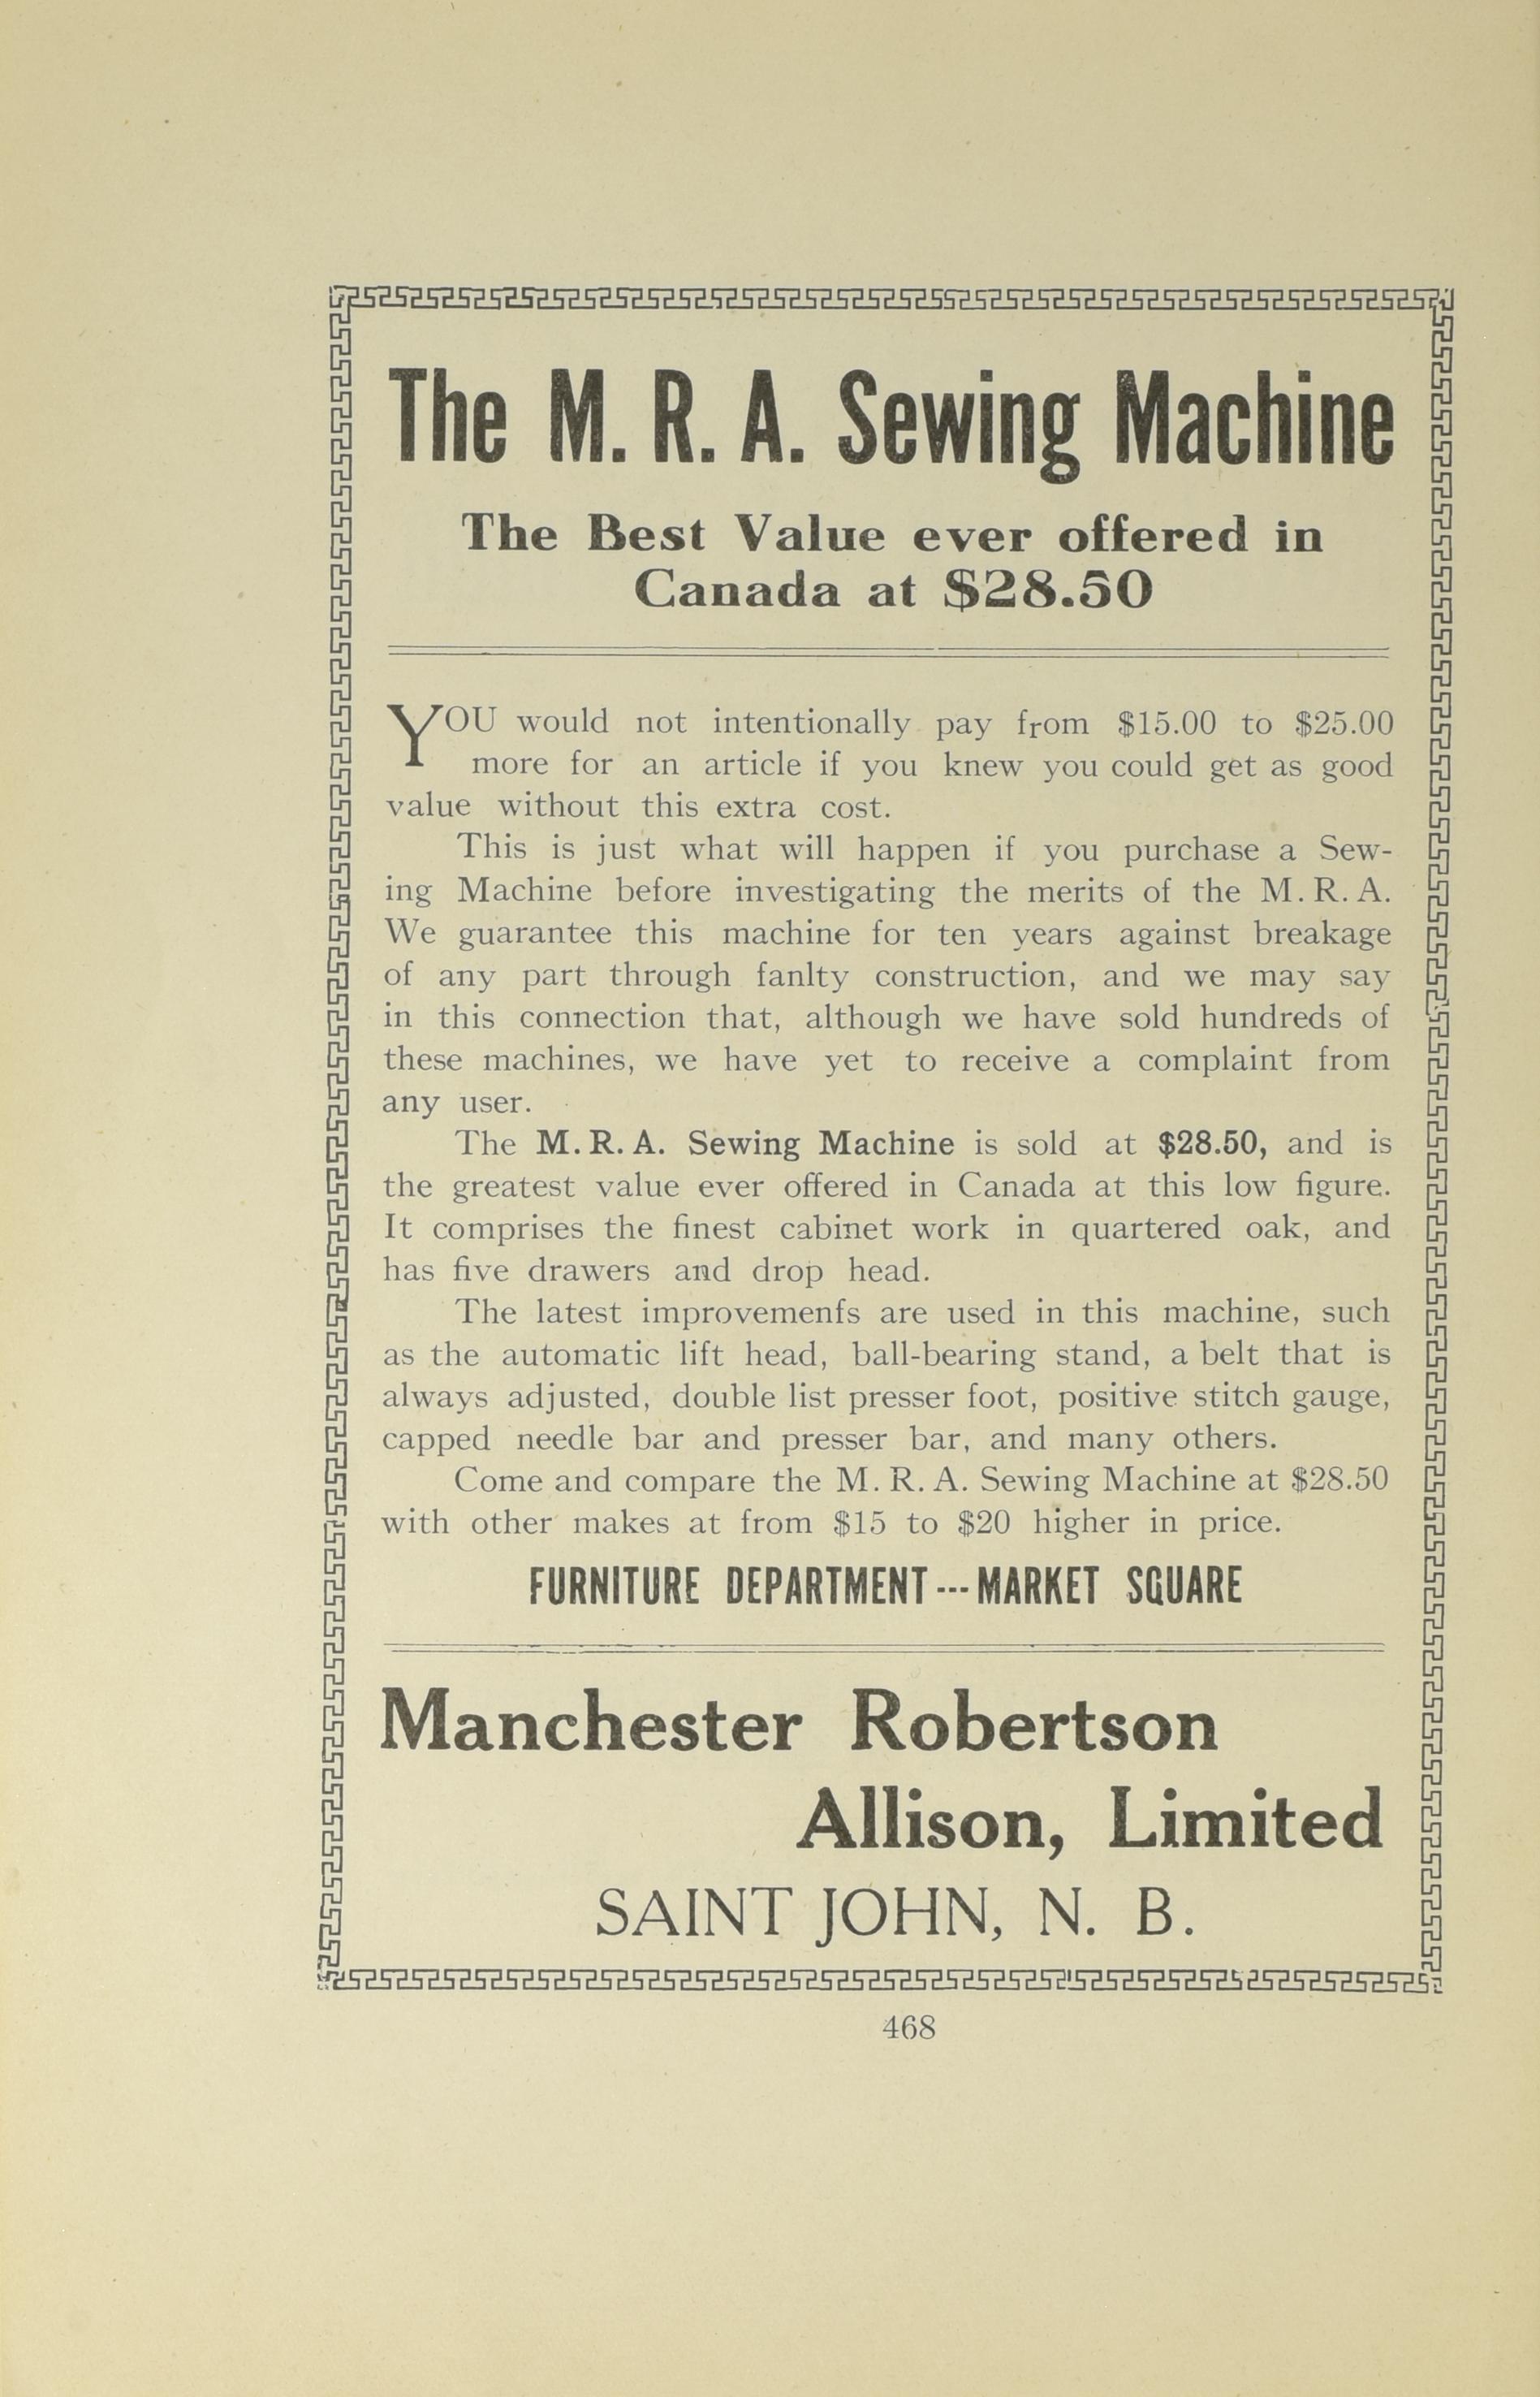 The M. R. A. Sewing Machine
The Best Value ever offered in
Canada at $28.50
YOU would not intentionally pay from $15.00 to $25.00
more for an article if you knew you could get as good
value without this extra cost.
This is just what will happen if you purchase a Sew-
ing Machine before investigating the merits of the M. R. A.
We guarantee this machine for ten years against breakage
of any part through fanlty construction, and we may say
in this connection that, although we have sold hundreds of
these machines, we have yet to receive a complaint from
any user.
The M. R. A. Sewing Machine is sold at $28.50, and is
the greatest value ever offered in Canada at this low figure.
It comprises the finest cabinet work in quartered oak, and
has five drawers and drop head.
The latest improvemenfs are used in this machine, such
as the automatic lift head, ball-bearing stand, a belt that is
always adjusted, double list presser foot, positive stitch gauge,
capped needle bar and presser bar, and many others.
Come and compare the M. R. A. Sewing Machine at $28.50
with other makes at from $15 to $20 higher in price.
FURNITURE DEPARTMENT---MARKET SQUARE
Manchester Robertson
Allison, Limited
SAINT JOHN, N. B.
468